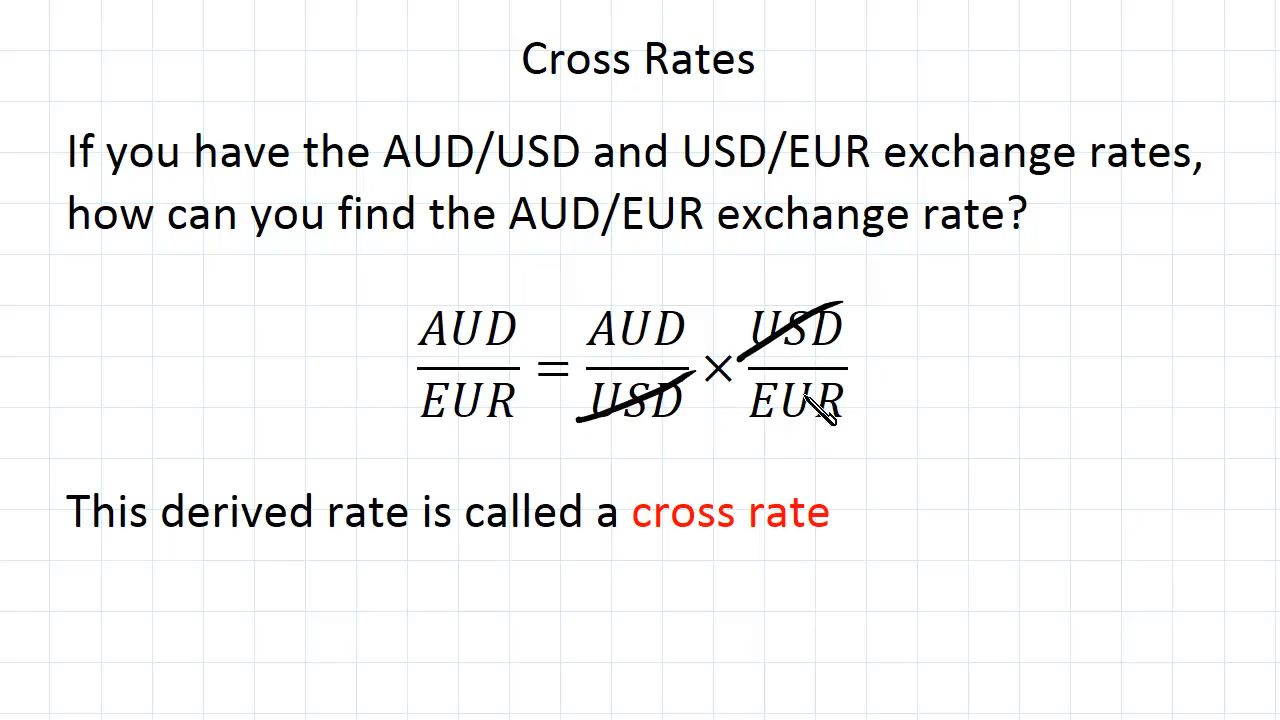 Cross Rates
If you have the AUD/USD and USD/EUR exchange rates,
how can you find the AUD/EUR exchange rate?
AUD/EUR = AUD/USD × USD/EUR
This derived rate is called a cross rate